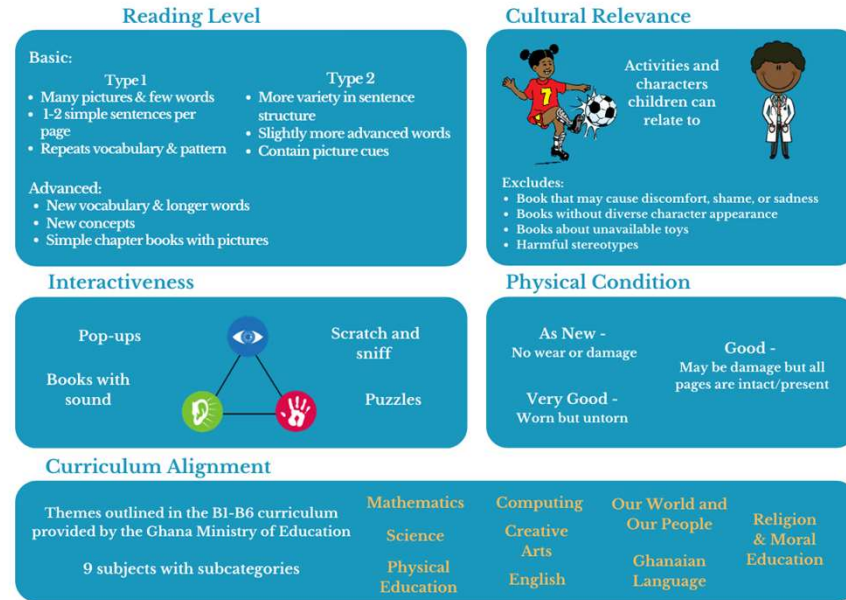 Reading Level
Basic:
Type 1
• Many pictures & few words
• 1-2 simple sentences per
page
• Repeats vocabulary & pattern
Type 2
• More variety in sentence
structure
• Slightly more advanced words
• Contain picture cues
Advanced:
• New vocabulary & longer words
• New concepts
• Simple chapter books with pictures
Cultural Relevance
7
Activities and
characters
children can
relate to
Excludes:
• Book that may cause discomfort, shame, or sadness
• Books without diverse character appearance
• Books about unavailable toys
• Harmful stereotypes
Interactiveness
Pop-ups
Books with
sound
Scratch and
sniff
Puzzles
Physical Condition
As New -
No wear or damage
Very Good -
Worn but untorn
Good -
May be damage but all
pages are intact/present
Curriculum Alignment
Themes outlined in the B1-B6 curriculum
provided by the Ghana Ministry of Education
9 subjects with subcategories
Mathematics
Science
Physical
Education
Computing
Creative
Arts
English
Our World and
Our People
Ghanaian
Language
Religion
& Moral
Education